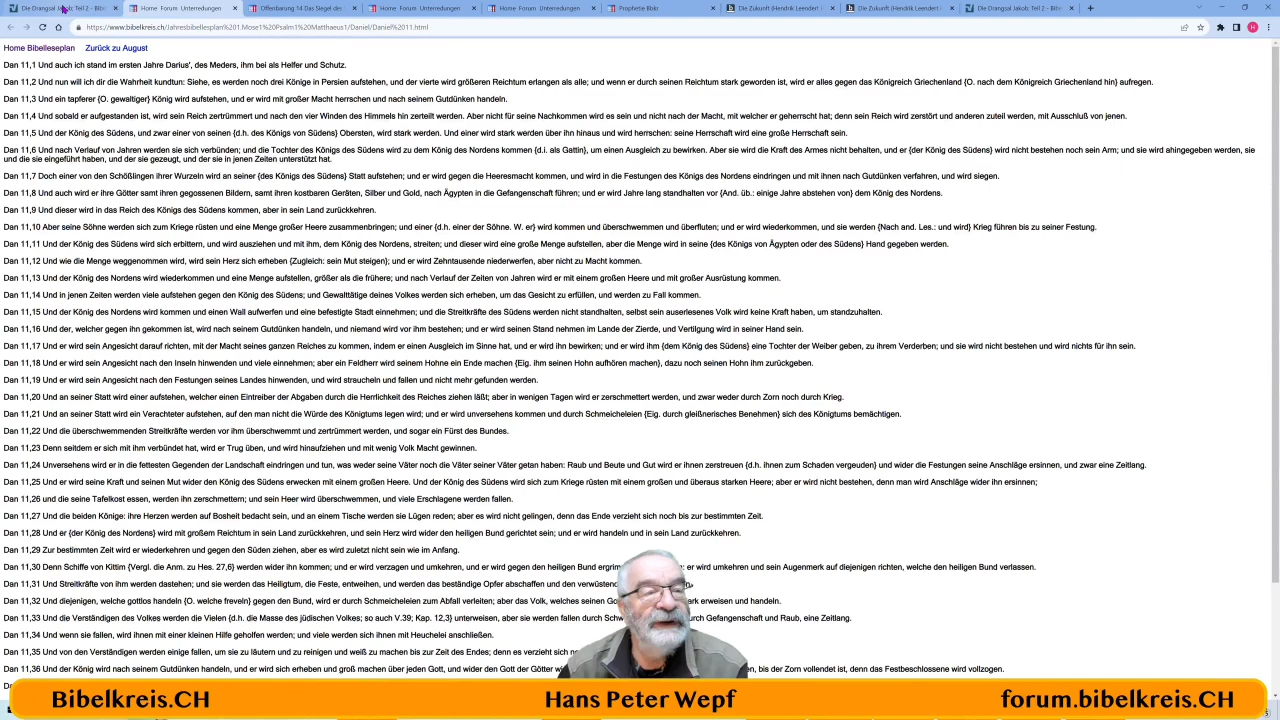 Die Drangsal Jakob: Teil 2 - Bibe
Home Forum Unterredungen
Offenbarung 14 Das Siegel des
Home Forum Unterredungen
Home Forum Unterredungen
Prophetie Bbkr
Die Zukunft (Hendrik Leendert
Die Zukunft (Hendrik Leendert
Die Drangsal Jakob: Teil 2 - Bibe
https://www.bibelkreis.ch/Jahresbibellesplan%201.Mose1Psalm1Matthaeus1/Daniel/Daniel%2011.html
Home Bibelleseplan Zurück zu August
Dan 11,1 Und auch ich stand im ersten Jahre Darius', des Meders, ihm bei als Helfer und Schutz.
Dan 11,2 Und nun will ich dir die Wahrheit kundtun: Siehe, es werden noch drei Könige in Persien aufstehen, und der vierte wird größeren Reichtum erlangen als alle; und wenn er durch seinen Reichtum stark geworden ist, wird er alles gegen das Königreich Griechenland {O. nach dem Königreich Griechenland hin} aufregen.
Dan 11,3 Und ein tapferer {O. gewaltiger} König wird aufstehen, und er wird mit großer Macht herrschen und nach seinem Gutdünken handeln.
Dan 11,4 Und sobald er aufgestanden ist, wird sein Reich zertrümmert und nach den vier Winden des Himmels hin zerteilt werden. Aber nicht für seine Nachkommen wird es sein und nicht nach der Macht, mit welcher er geherrscht hat; denn sein Reich wird zerstört und anderen zuteil werden, mit Ausschluß von jenen.
Dan 11,5 Und der König des Südens, und zwar einer von seinen {d.h. des Königs von Südens} Obersten, wird stark werden. Und einer wird stark werden über ihn hinaus und wird herrschen: seine Herrschaft wird eine große Herrschaft sein.
Dan 11,6 Und nach Verlauf von Jahren werden sie sich verbünden; und die Tochter des Königs des Südens wird zu dem König des Nordens kommen {d.i. als Gattin}, um einen Ausgleich zu bewirken. Aber sie wird die Kraft des Armes nicht behalten, und er {der König des Südens} wird nicht bestehen noch sein Arm; und sie wird ahingegeben werden, sie
und die sie eingeführt haben, und der sie gezeugt, und der sie in jenen Zeiten unterstützt hat.
Dan 11,7 Doch einer von den Schößlingen ihrer Wurzeln wird an seiner {des Königs des Südens} Statt aufstehen; und er wird gegen die Heeresmacht kommen, und wird in die Festungen des Königs des Nordens eindringen und mit ihnen nach Gutdünken verfahren, und wird siegen.
Dan 11,8 Und auch wird er ihre Götter samt ihren gegossenen Bildern, samt ihren kostbaren Geräten, Silber und Gold, nach Ägypten in die Gefangenschaft führen; und er wird Jahre lang standhalten vor {And. üb.: einige Jahre abstehen von} dem König des Nordens.
Dan 11,9 Und dieser wird in das Reich des Königs des Südens kommen, aber in sein Land zurückkehren.
Dan 11,10 Aber seine Söhne werden sich zum Kriege rüsten und eine Menge großer Heere zusammenbringen; und einer {d.h. einer der Söhne. W. er} wird kommen und überschwemmen und überfluten; und er wird wiederkommen, und sie werden {Nach and. Les.: und wird} Krieg führen bis zu seiner Festung.
Dan 11,11 Und der König des Südens wird sich erbittern, und wird ausziehen und mit ihm, dem König des Nordens, streiten; und dieser wird eine große Menge aufstellen, aber die Menge wird in seine {des Königs von Ägypten oder des Südens} Hand gegeben werden.
Dan 11,12 Und wie die Menge weggenommen wird, wird sein Herz sich erheben {Zugleich: sein Mut steigen}; und er wird Zehntausende niederwerfen, aber nicht zu Macht kommen.
Dan 11,13 Und der König des Nordens wird wiederkommen und eine Menge aufstellen, größer als die frühere; und nach Verlauf der Zeiten von Jahren wird er mit einem großen Heere und mit großer Ausrüstung kommen.
Dan 11,14 Und in jenen Zeiten werden viele aufstehen gegen den König des Südens; und Gewalttätige deines Volkes werden sich erheben, um das Gesicht zu erfüllen, und werden zu Fall kommen.
Dan 11,15 Und der König des Nordens wird kommen und einen Wall aufwerfen und eine befestigte Stadt einnehmen; und die Streitkräfte des Südens werden nicht standhalten, selbst sein auserlesenes Volk wird keine Kraft haben, um standzuhalten.
Dan 11,16 Und der, welcher gegen ihn gekommen ist, wird nach seinem Gutdünken handeln, und niemand wird vor ihm bestehen; und er wird seinen Stand nehmen im Lande der Zierde, und Vertilgung wird in seiner Hand sein.
Dan 11,17 Und er wird sein Angesicht darauf richten, mit der Macht seines ganzen Reiches zu kommen, indem er einen Ausgleich im Sinne hat, und er wird ihn bewirken; und er wird ihm {dem König des Südens} eine Tochter der Weiber geben, zu ihrem Verderben; und sie wird nicht bestehen und wird nichts für ihn sein.
Dan 11,18 Und er wird sein Angesicht nach den Inseln hinwenden und viele einnehmen; aber ein Feldherr wird seinem Hohne ein Ende machen {Eig. ihm seinen Hohn aufhören machen}, dazu noch seinen Hohn ihm zurückgeben.
Dan 11,19 Und er wird sein Angesicht nach den Festungen seines Landes hinwenden, und wird straucheln und fallen und nicht mehr gefunden werden.
Dan 11,20 Und an seiner Statt wird einer aufstehen, welcher einen Eintreiber der Abgaben durch die Herrlichkeit des Reiches ziehen läßt; aber in wenigen Tagen wird er zerschmettert werden, und zwar weder durch Zorn noch durch Krieg.
Dan 11,21 Und an seiner Statt wird ein Verachteter aufstehen, auf den man nicht die Würde des Königtums legen wird; und er wird unversehens kommen und durch Schmeicheleien {Eig. durch gleißnerisches Benehmen} sich des Königtums bemächtigen.
Dan 11,22 Und die überschwemmenden Streitkräfte werden vor ihm überschwemmt und zertrümmert werden, und sogar ein Fürst des Bundes.
Dan 11,23 Denn seitdem er sich mit ihm verbündet hat, wird er Trug üben, und wird hinaufziehen und mit wenig Volk Macht gewinnen.
Dan 11,24 Unversehens wird er in die fettesten Gegenden der Landschaft eindringen und tun, was weder seine Väter noch die Väter seiner Väter getan haben: Raub und Beute und Gut wird er ihnen zerstreuen {d.h. ihnen zum Schaden vergeuden} und wider die Festungen seine Anschläge ersinnen, und zwar eine Zeitlang.
Dan 11,25 Und er wird seine Kraft und seinen Mut wider den König des Südens erwecken mit einem großen Heere. Und der König des Südens wird sich zum Kriege rüsten mit einem großen und überaus starken Heere; aber er wird nicht bestehen, denn man wird Anschläge wider ihn ersinnen;
Dan 11,26 und die seine Tafelkost essen, werden ihn zerschmettern; und sein Heer wird überschwemmen, und viele Erschlagene werden fallen.
Dan 11,27 Und die beiden Könige: ihre Herzen werden auf Bosheit bedacht sein, und an einem Tische werden sie Lügen reden; aber es wird nicht gelingen, denn das Ende verzieht sich noch bis zur bestimmten Zeit.
Dan 11,28 Und er {der König des Nordens} wird mit großem Reichtum in sein Land zurückkehren, und sein Herz wird wider den heiligen Bund gerichtet sein; und er wird handeln und in sein Land zurückkehren.
Dan 11,29 Zur bestimmten Zeit wird er wiederkehren und gegen den Süden ziehen, aber es wird zuletzt nicht sein wie im Anfang.
Dan 11,30 Denn Schiffe von Kittim {Vergl. die Anm. zu Hes. 27,6} werden wider ihn kommen; und er wird verzagen und umkehren, und er wird gegen den heiligen Bund ergrim er wird umkehren und sein Augenmerk auf diejenigen richten, welche den heiligen Bund verlassen.
Dan 11,31 Und Streitkräfte von ihm werden dastehen; und sie werden das Heiligtum, die Feste, entweihen, und werden das beständige Opfer abschaffen und den verwüsten
Dan 11,32 Und diejenigen, welche gottlos handeln {O. welche freveln} gegen den Bund, wird er durch Schmeicheleien zum Abfall verleiten; aber das Volk, welches seinen Go ark erweisen und handeln.
Dan 11,33 Und die Verständigen des Volkes werden die Vielen {d.h. die Masse des jüdischen Volkes; so auch V.39; Kap. 12,3} unterweisen, aber sie werden fallen durch Schw urch Gefangenschaft und Raub, eine Zeitlang.
Dan 11,34 Und wenn sie fallen, wird ihnen mit einer kleinen Hilfe geholfen werden; und viele werden sich ihnen mit Heuchelei anschließen.
Dan 11,35 Und von den Verständigen werden einige fallen, um sie zu läutern und zu reinigen und weiß zu machen bis zur Zeit des Endes; denn es verzieht sich n
Dan 11,36 Und der König wird nach seinem Gutdünken handeln, und er wird sich erheben und groß machen über jeden Gott, und wider den Gott der Götter wi en, bis der Zorn vollendet ist, denn das Festbeschlossene wird vollzogen.
Bibelkreis.CH Hans Peter Wepf forum.bibelkreis.CH